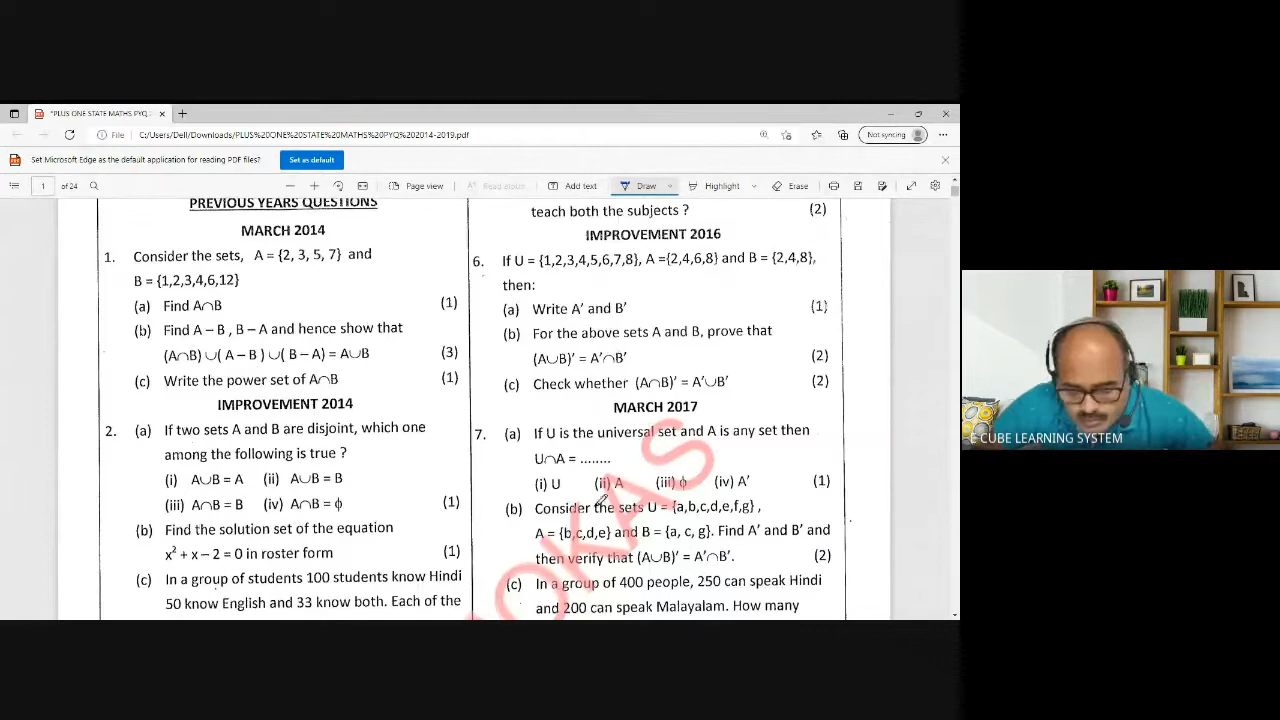 *PLUS ONE STATE MATHS PYQ
File
C:/Users/Dell/Downloads/PLUS%20ONE%20STATE%20MATHS%20PYQ%202014-2019.pdf
Not syncing
Set Microsoft Edge as the default application for reading PDF files?
Set as default
1
of 24
Page view
Read aloud
Add text
Draw
Highlight
Erase
PREVIOUS YEARS QUESTIONS
MARCH 2014
1. Consider the sets, A = {2, 3, 5, 7} and
B = {1,2,3,4,6,12}
(a) Find A∩B (1)
(b) Find A – B , B – A and hence show that
(A∩B) ∪( A – B ) ∪( B – A) = A∪B (3)
(c) Write the power set of A∩B (1)
IMPROVEMENT 2014
2. (a) If two sets A and B are disjoint, which one
among the following is true ?
(i) A∪B = A (ii) A∪B = B
(iii) A∩B = B (iv) A∩B = ϕ (1)
(b) Find the solution set of the equation
x² + x – 2 = 0 in roster form (1)
(c) In a group of students 100 students know Hindi
50 know English and 33 know both. Each of the
teach both the subjects ? (2)
IMPROVEMENT 2016
6. If U = {1,2,3,4,5,6,7,8}, A ={2,4,6,8} and B = {2,4,8},
then:
(a) Write A′ and B′ (1)
(b) For the above sets A and B, prove that
(A∪B)′ = A′∩B′ (2)
(c) Check whether (A∩B)′ = A′∪B′ (2)
MARCH 2017
7. (a) If U is the universal set and A is any set then
U∩A = ........
(i) U (ii) A (iii) ϕ (iv) A′ (1)
(b) Consider the sets U = {a,b,c,d,e,f,g} ,
A = {b,c,d,e} and B = {a, c, g}. Find A′ and B′ and
then verify that (A∪B)′ = A′∩B′. (2)
(c) In a group of 400 people, 250 can speak Hindi
and 200 can speak Malayalam. How many
OKAS
E CUBE LEARNING SYSTEM